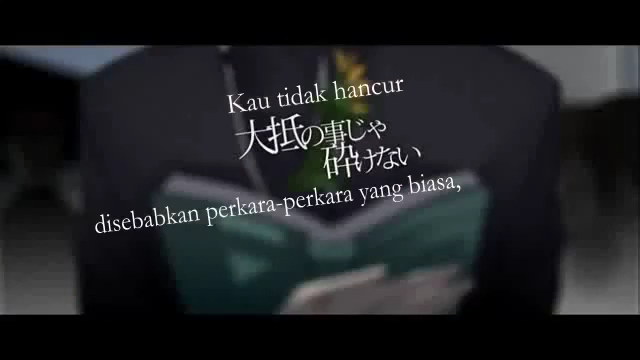 Kau tidak hancur
大抵の事じゃ
砕けない
disebabkan perkara-perkara yang biasa,